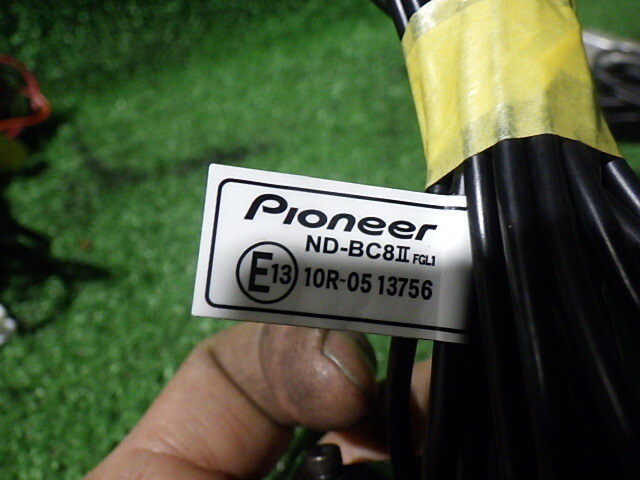 Pioneer
ND-BC8Ⅱ FGL1
E13 10R-05 13756